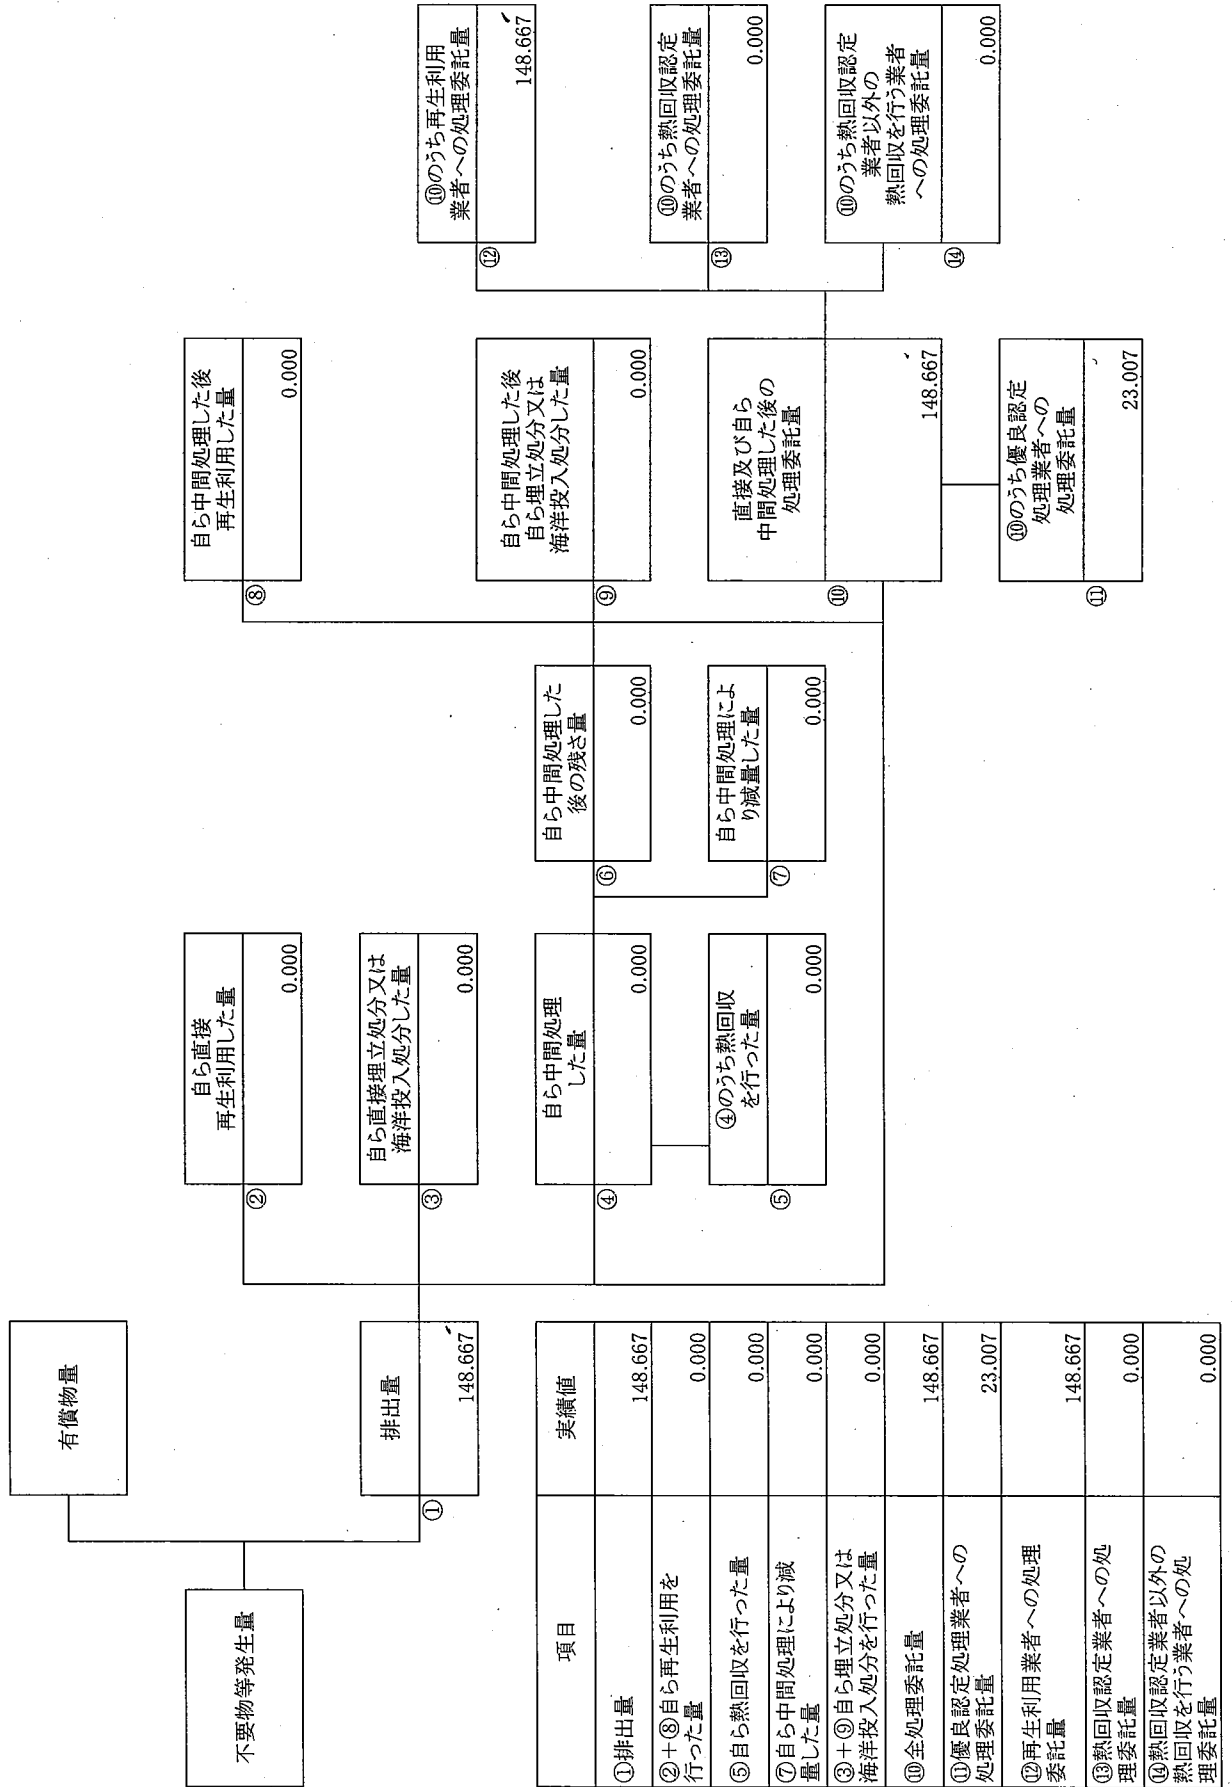 有償物量
不要物等発生量
排出量
①
148.667
②
自ら直接
再生利用した量
0.000
③
自ら直接埋立処分又は
海洋投入処分した量
0.000
④
自ら中間処理
した量
0.000
⑤
④のうち熱回収
を行った量
0.000
⑥
自ら中間処理した
後の残さ量
0.000
⑦
自ら中間処理によ
り減量した量
0.000
⑧
自ら中間処理した後
再生利用した量
0.000
⑨
自ら中間処理した後
自ら埋立処分又は
海洋投入処分した量
0.000
⑩
直接及び自ら
中間処理した後の
処理委託量
148.667
⑪
⑩のうち優良認定
処理業者への
処理委託量
23.007
⑫
⑩のうち再生利用
業者への処理委託量
148.667
⑬
⑩のうち熱回収認定
業者への処理委託量
0.000
⑭
⑩のうち熱回収認定
業者以外の
熱回収を行う業者
への処理委託量
0.000
項目 実績値
①排出量 148.667
②+⑧自ら再生利用を
行った量 0.000
⑤自ら熱回収を行った量 0.000
⑦自ら中間処理により減
量した量 0.000
③+⑨自ら埋立処分又は
海洋投入処分を行った量 0.000
⑩全処理委託量 148.667
⑪優良認定処理業者への
処理委託量 23.007
⑫再生利用業者への処理
委託量 148.667
⑬熱回収認定業者への処
理委託量 0.000
⑭熱回収認定業者以外の
熱回収を行う業者への処
理委託量 0.000